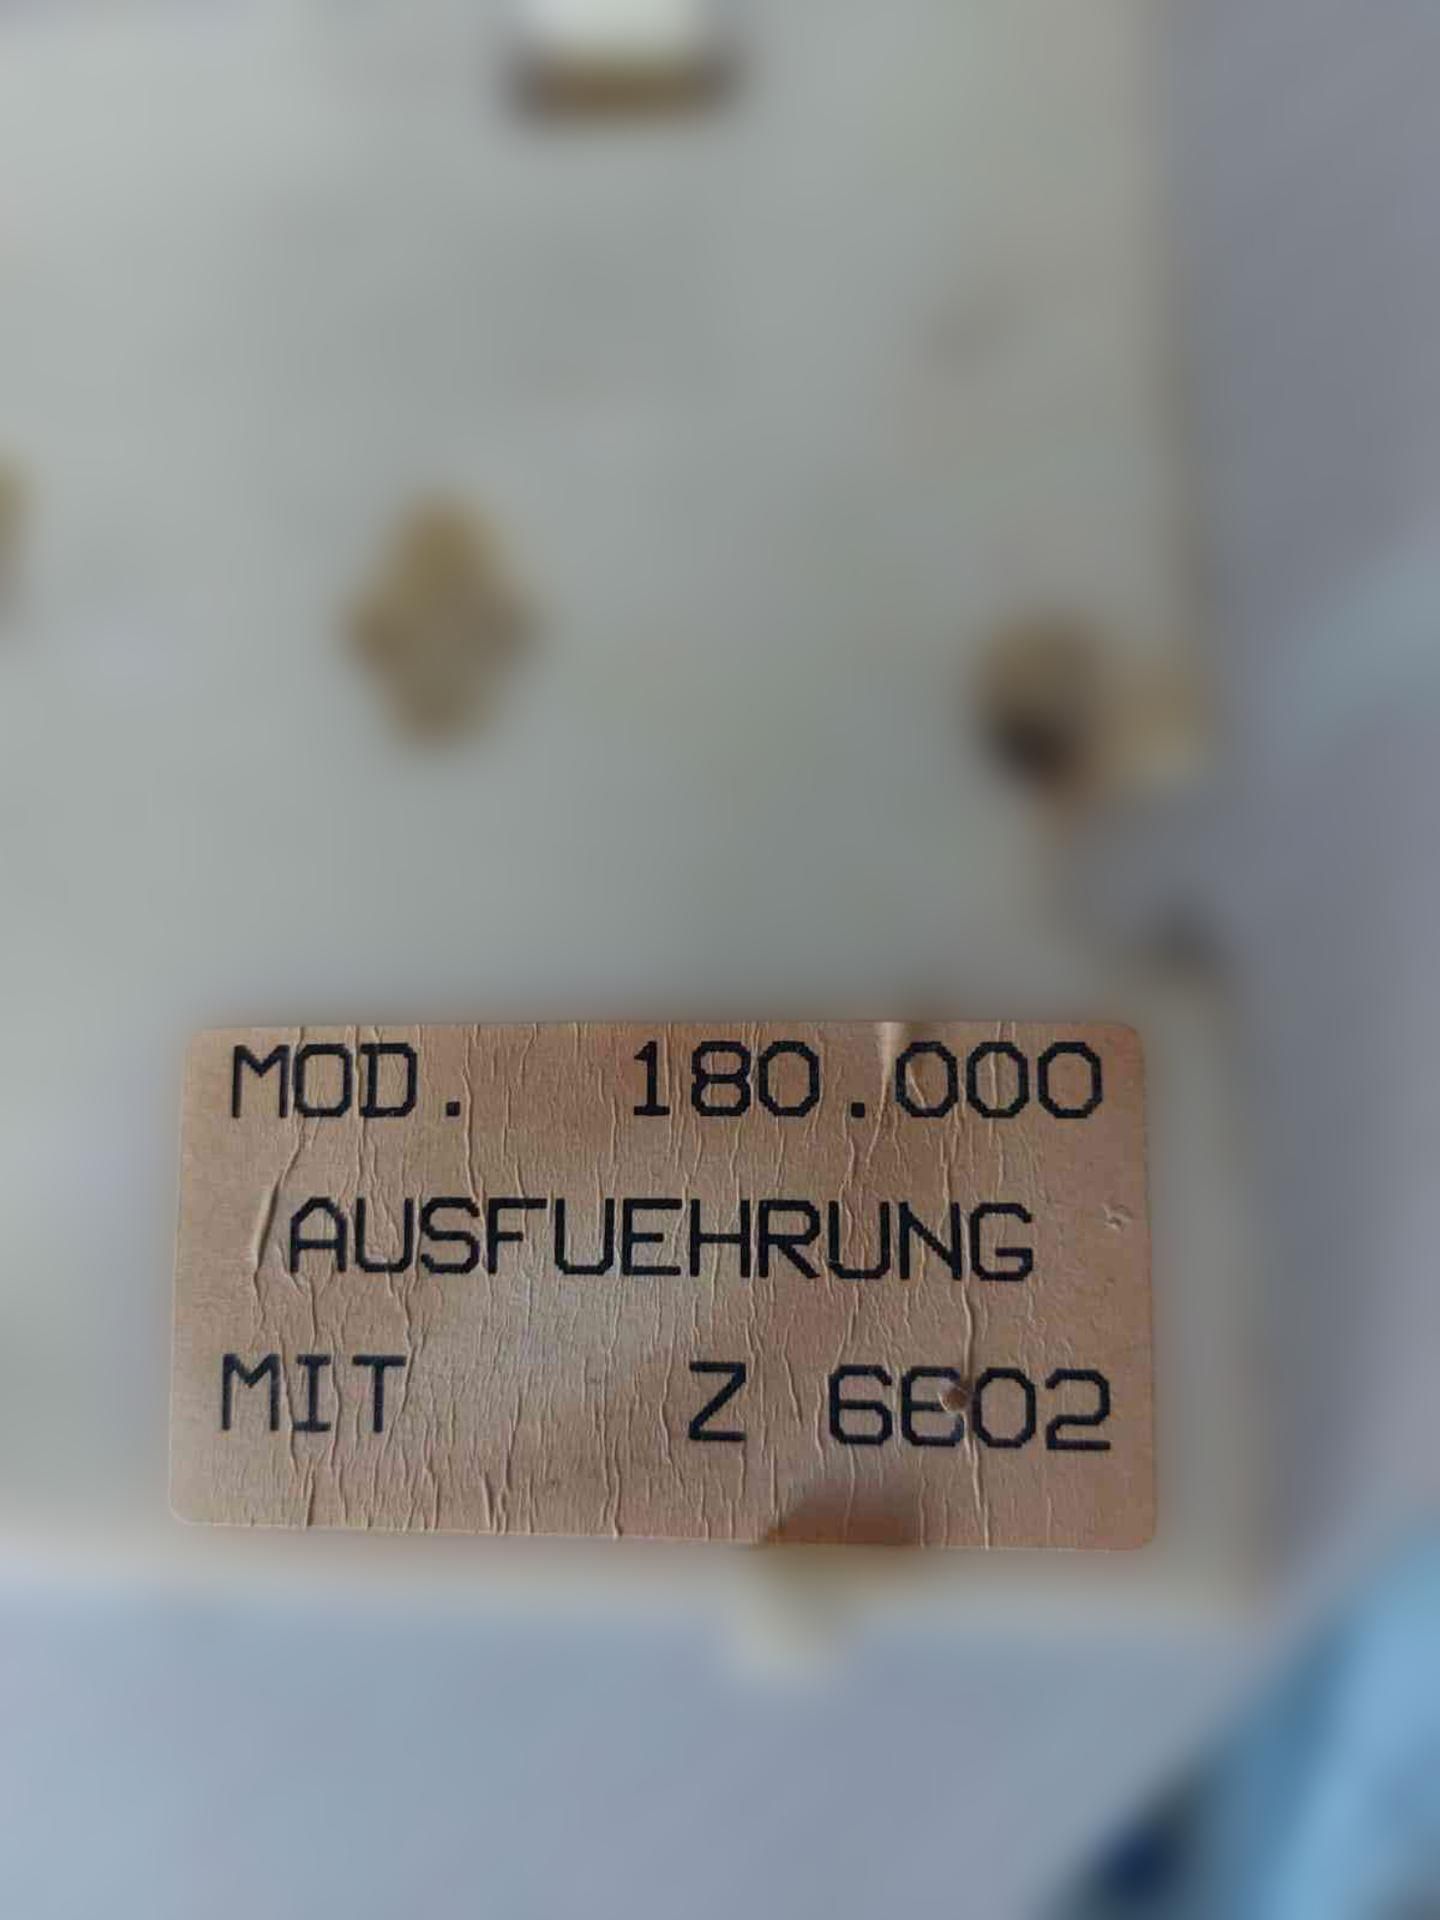 MOD. 180.000
AUSFUEHRUNG
MIT Z 6602